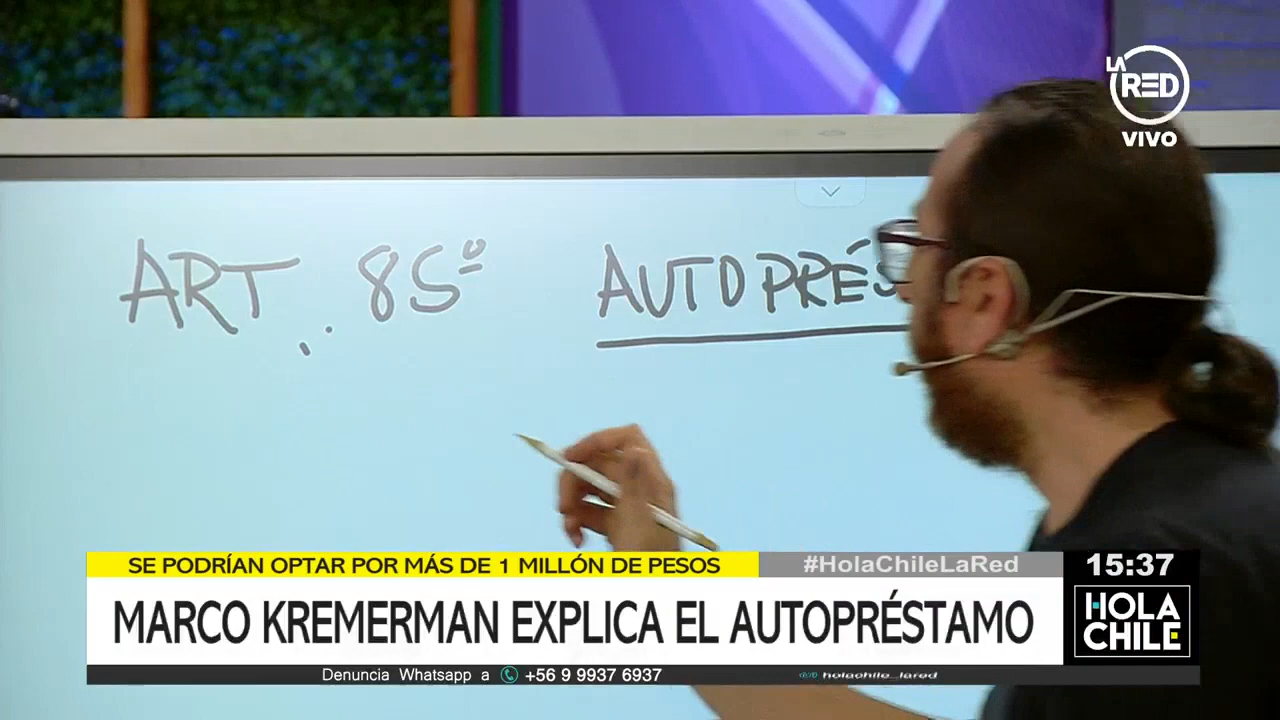 LA
RED
VIVO
ART. 85º AUTOPRÉS
SE PODRÍAN OPTAR POR MÁS DE 1 MILLÓN DE PESOS #HolaChileLaRed 15:37
MARCO KREMERMAN EXPLICA EL AUTOPRÉSTAMO
HOLA
CHILE
Denuncia Whatsapp a +56 9 9937 6937 RED holachile_lared